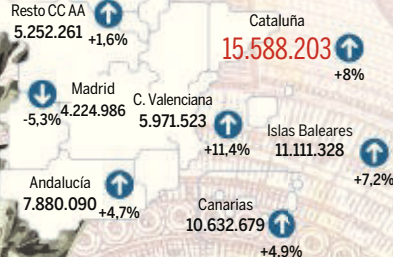 Resto CC AA
5.252.261 +1,6%
Cataluña
15.588.203
+8%
Madrid
-5,3% 4.224.986
C. Valenciana
5.971.523
+11,4%
Islas Baleares
11.111.328
+7,2%
Andalucía
7.880.090 +4,7%
Canarias
10.632.679
+4,9%